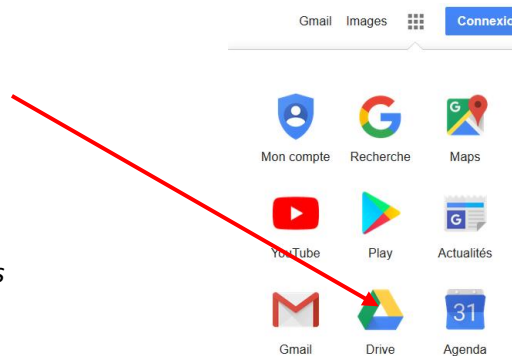 Gmail Images Connexio
Mon compte Recherche Maps
YouTube Play Actualités
s
31
Gmail Drive Agenda